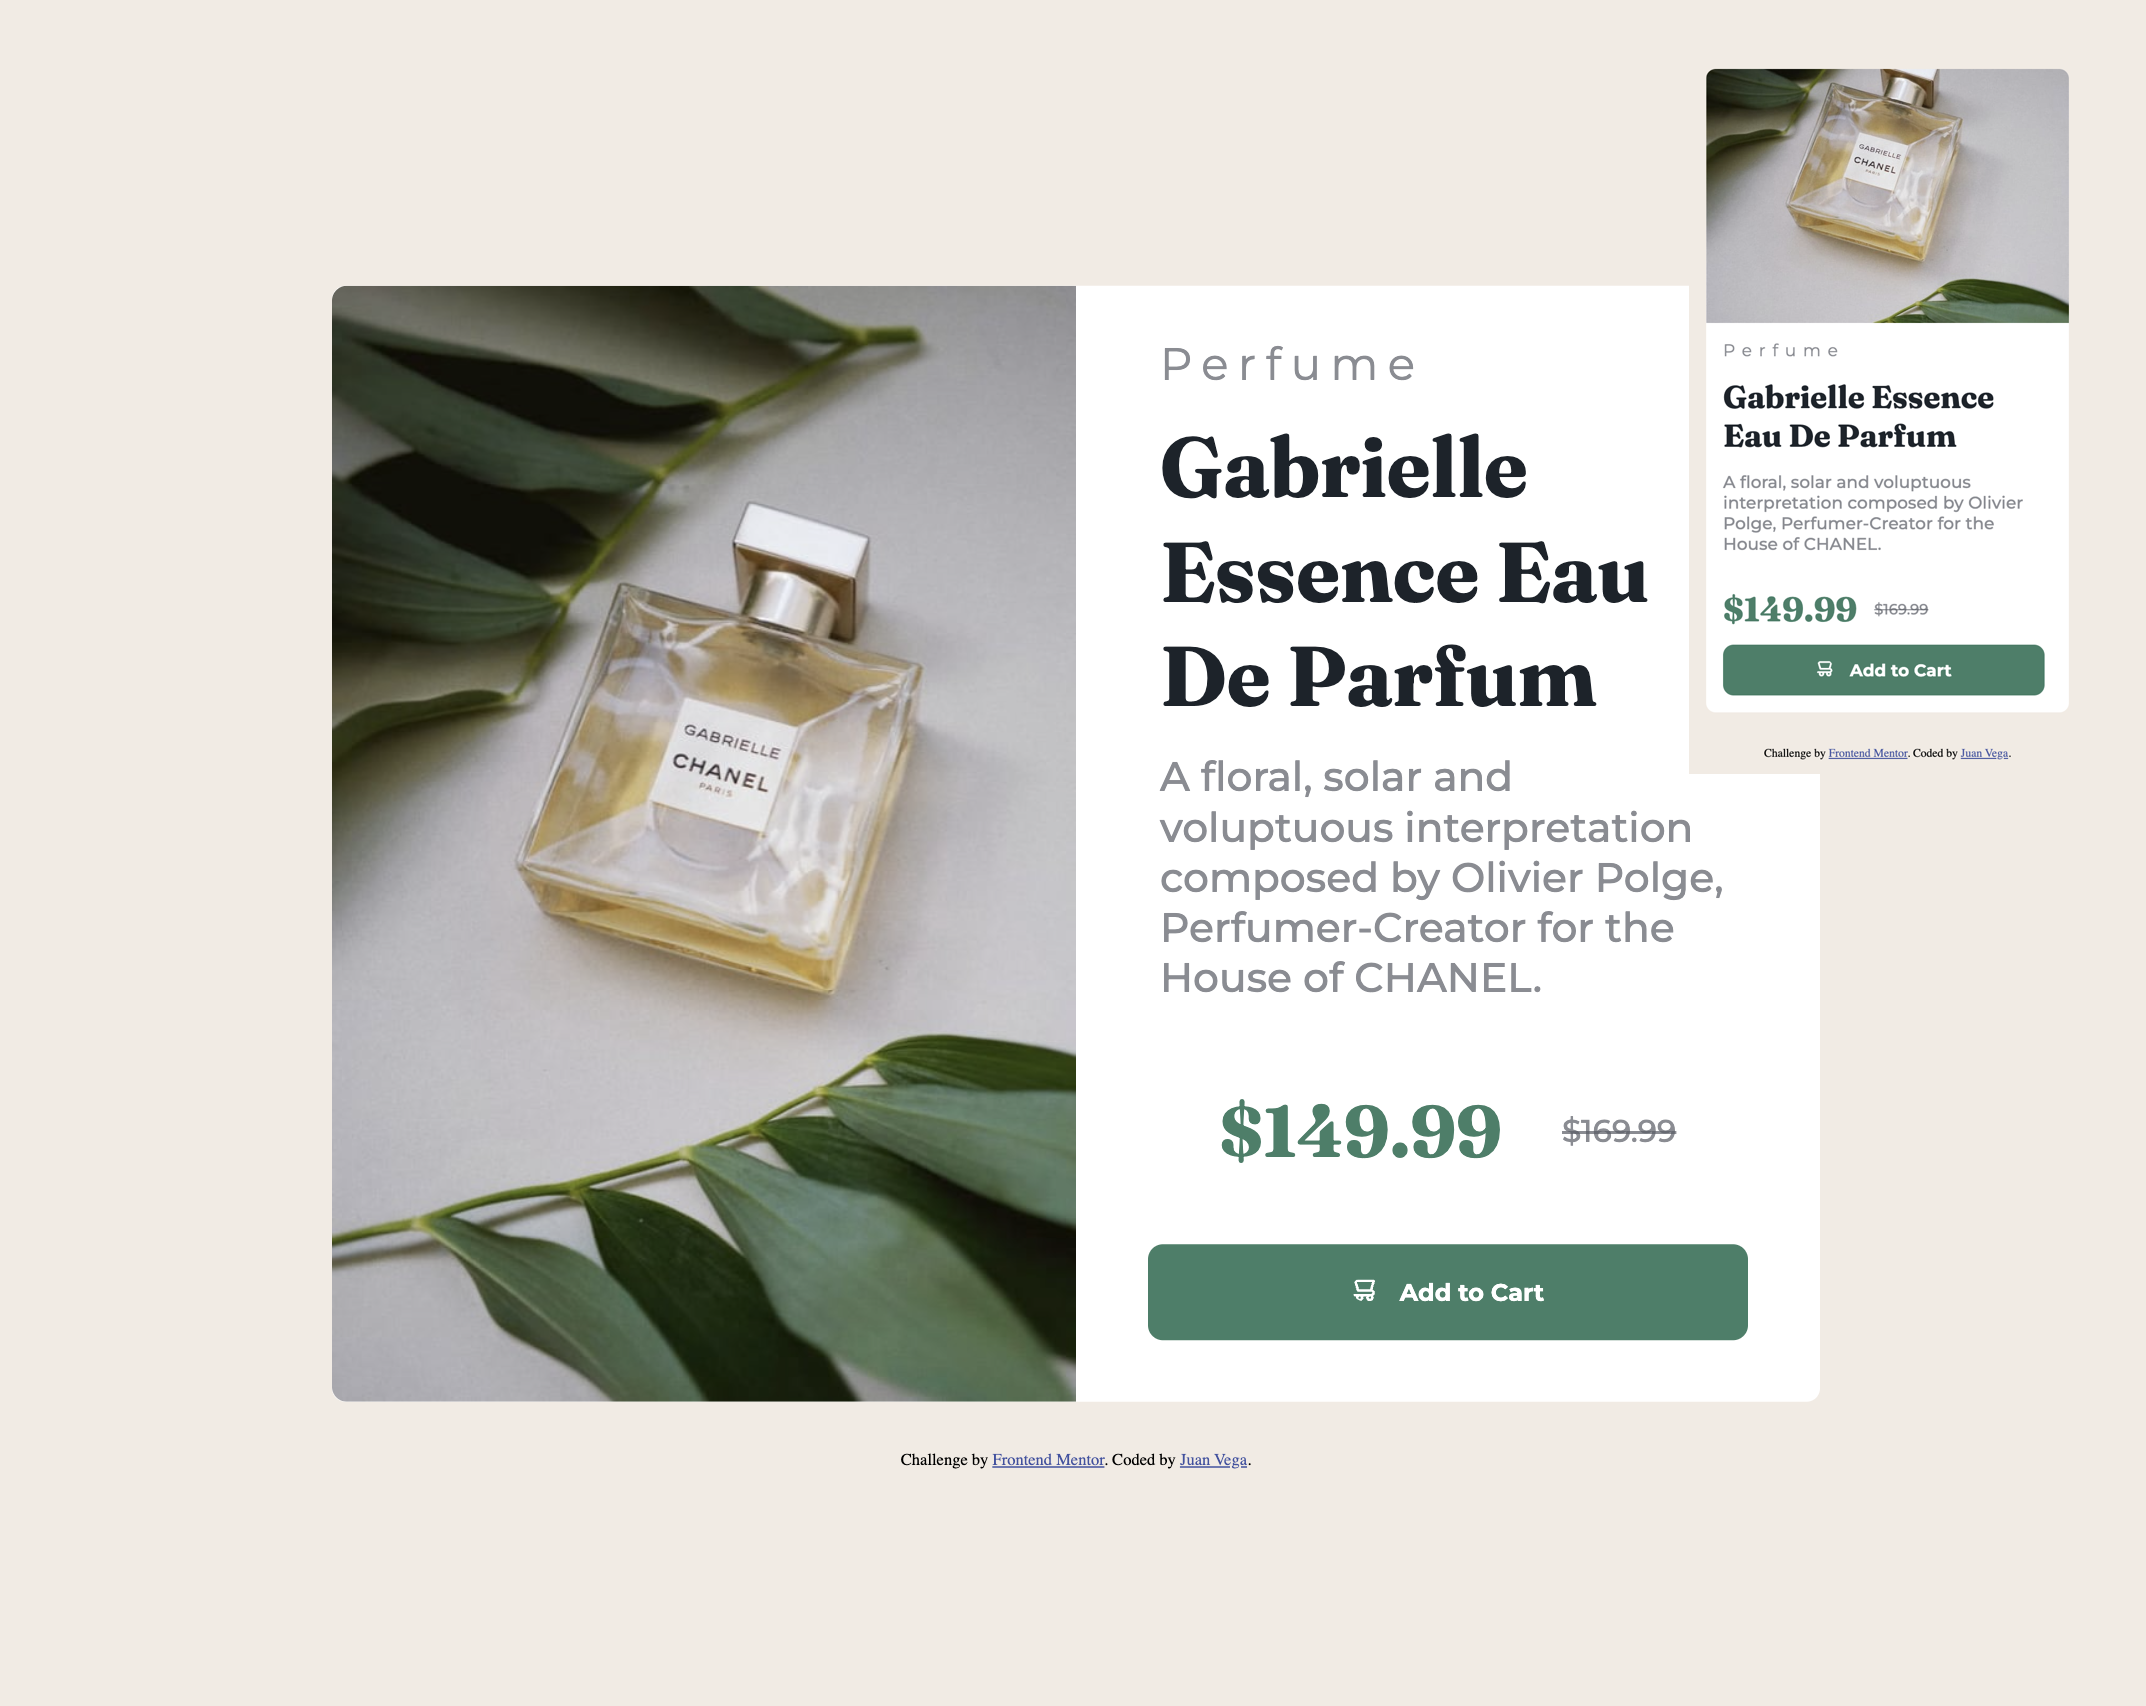 Perfume
Gabrielle
Essence Eau
De Parfum
A floral, solar and
voluptuous interpretation
composed by Olivier Polge,
Perfumer-Creator for the
House of CHANEL.
$149.99 $169.99
Add to Cart
GABRIELLE
CHANEL
PARIS
Challenge by Frontend Mentor. Coded by Juan Vega.
GABRIELLE
CHANEL
PARIS
Perfume
Gabrielle Essence
Eau De Parfum
A floral, solar and voluptuous
interpretation composed by Olivier
Polge, Perfumer-Creator for the
House of CHANEL.
$149.99 $169.99
Add to Cart
Challenge by Frontend Mentor. Coded by Juan Vega.